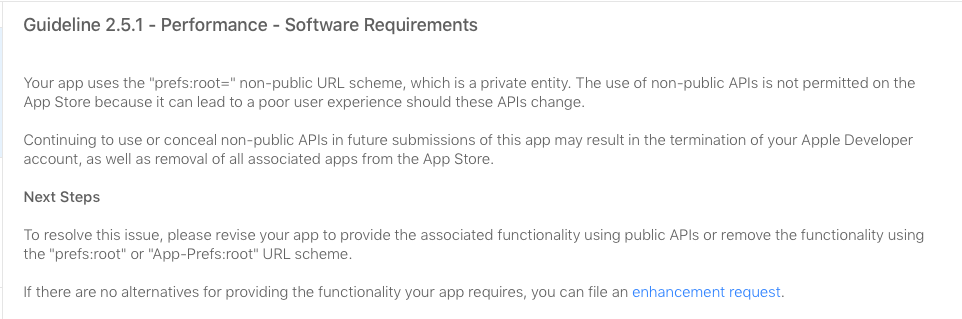 Guideline 2.5.1 - Performance - Software Requirements
Your app uses the "prefs:root=" non-public URL scheme, which is a private entity. The use of non-public APIs is not permitted on the
App Store because it can lead to a poor user experience should these APIs change.
Continuing to use or conceal non-public APIs in future submissions of this app may result in the termination of your Apple Developer
account, as well as removal of all associated apps from the App Store.
Next Steps
To resolve this issue, please revise your app to provide the associated functionality using public APIs or remove the functionality using
the "prefs:root" or "App-Prefs:root" URL scheme.
If there are no alternatives for providing the functionality your app requires, you can file an enhancement request.